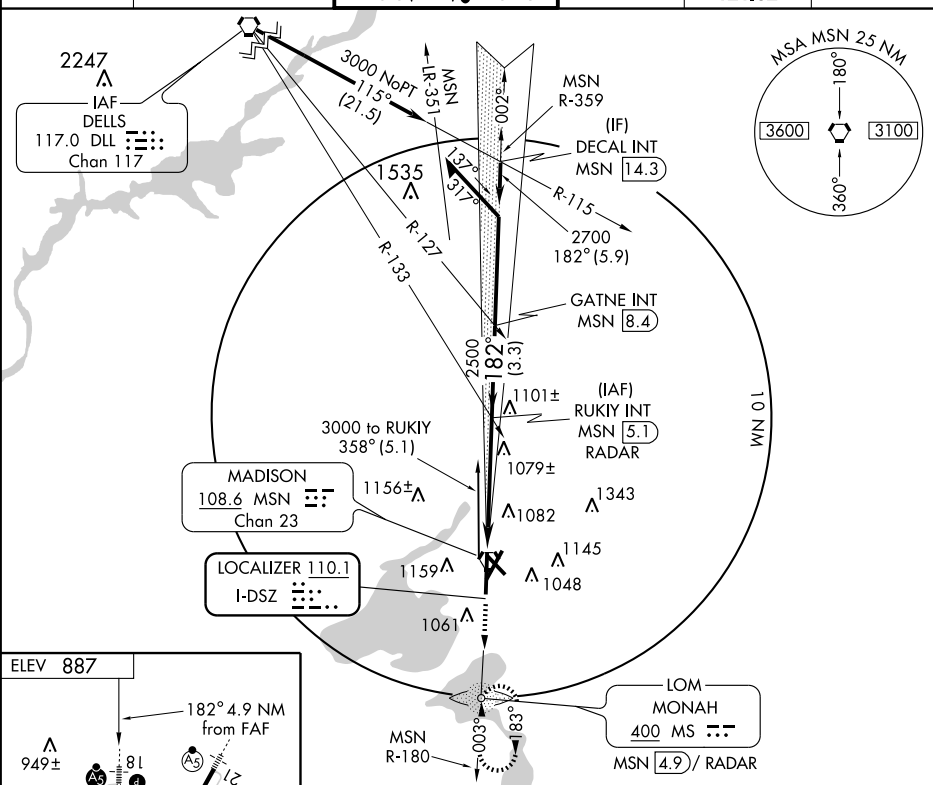 2247
IAF
DELLS
117.0 DLL
Chan 117
3000 NoPT
115°
(21.5)
MSN
LR-351
002°
MSN
R-359
(IF)
DECAL INT
MSN 14.3
MSA MSN 25 NM
180°
3600
3100
360°
1535
137°
317°
R-115
R-127
R-133
2700
182° (5.9)
GATNE INT
MSN 8.4
2500
182°
(3.3)
1101±
(IAF)
RUKIY INT
MSN 5.1
RADAR
10 NM
3000 to RUKIY
358° (5.1)
1079±
MADISON
108.6 MSN
Chan 23
1156±
1343
1082
LOCALIZER 110.1
I-DSZ
1159
1145
1048
1061
ELEV 887
182° 4.9 NM
from FAF
949±
A5
18
A5
21
MSN
R-180
003°
183°
LOM
MONAH
400 MS
MSN 4.9 / RADAR